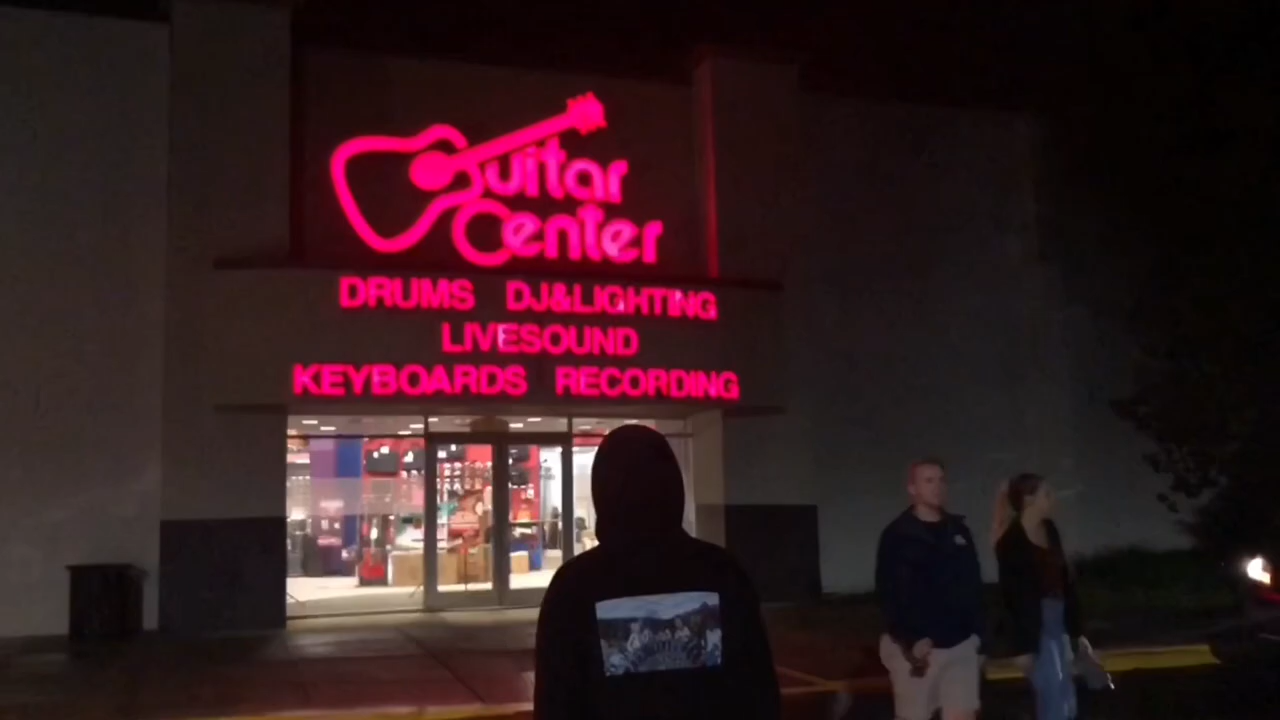 Guitar
Center
DRUMS DJ&LIGHTING
LIVESOUND
KEYBOARDS RECORDING